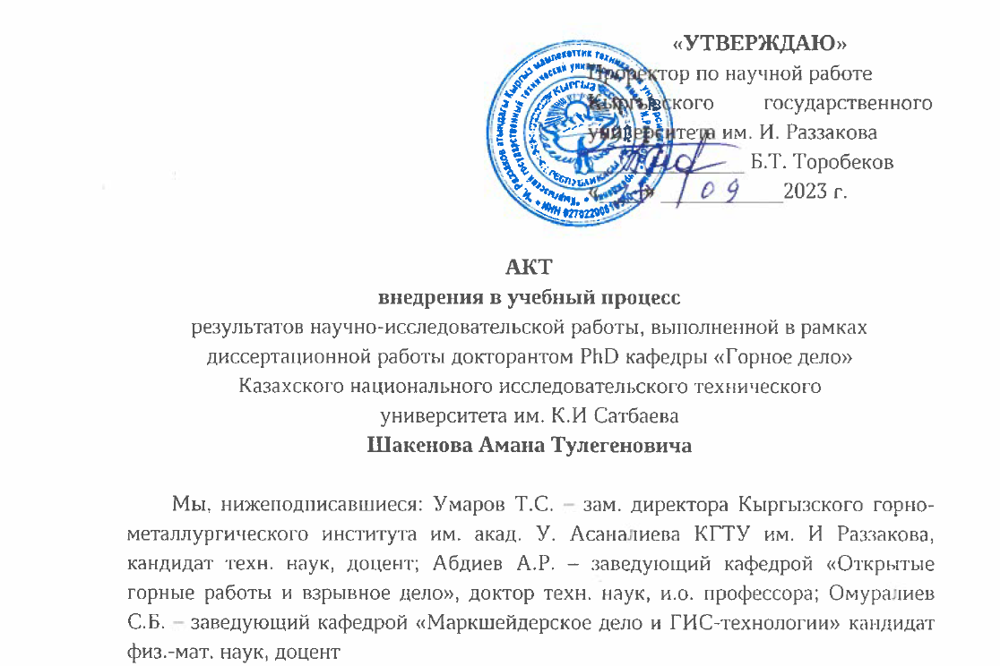 «УТВЕРЖДАЮ»
Проректор по научной работе
Кыргызского государственного
университета им. И. Раззакова
Б.Т. Торобеков
09 2023 г.
АКТ
внедрения в учебный процесс
результатов научно-исследовательской работы, выполненной в рамках
диссертационной работы докторантом PhD кафедры «Горное дело»
Казахского национального исследовательского технического
университета им. К.И Сатбаева
Шакенова Амана Тулегеновича
Мы, нижеподписавшиеся: Умаров Т.С. – зам. директора Кыргызского горно-
металлургического института им. акад. У. Асаналиева КГТУ им. И Раззакова,
кандидат техн. наук, доцент; Абдиев А.Р. – заведующий кафедрой «Открытые
горные работы и взрывное дело», доктор техн. наук, и.о. профессора; Омуралиев
С.Б. – заведующий кафедрой «Маркшейдерское дело и ГИС-технологии» кандидат
физ.-мат. наук, доцент